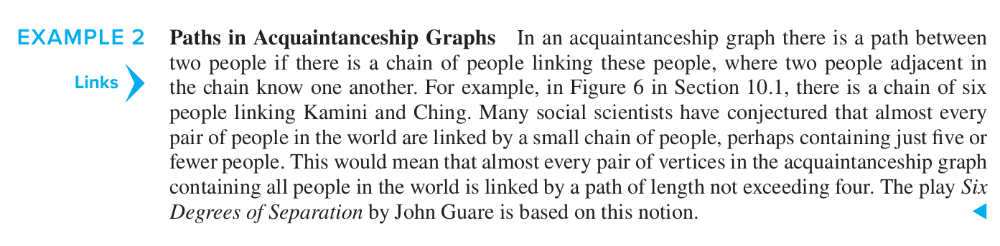 EXAMPLE 2 Paths in Acquaintanceship Graphs In an acquaintanceship graph there is a path between
two people if there is a chain of people linking these people, where two people adjacent in
Links the chain know one another. For example, in Figure 6 in Section 10.1, there is a chain of six
people linking Kamini and Ching. Many social scientists have conjectured that almost every
pair of people in the world are linked by a small chain of people, perhaps containing just five or
fewer people. This would mean that almost every pair of vertices in the acquaintanceship graph
containing all people in the world is linked by a path of length not exceeding four. The play Six
Degrees of Separation by John Guare is based on this notion.